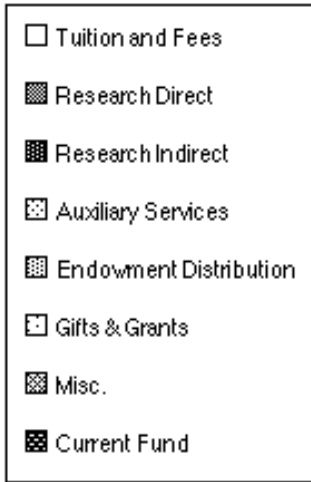 Tuition and Fees
Research Direct
Research Indirect
Auxiliary Services
Endowment Distribution
Gifts & Grants
Misc.
Current Fund